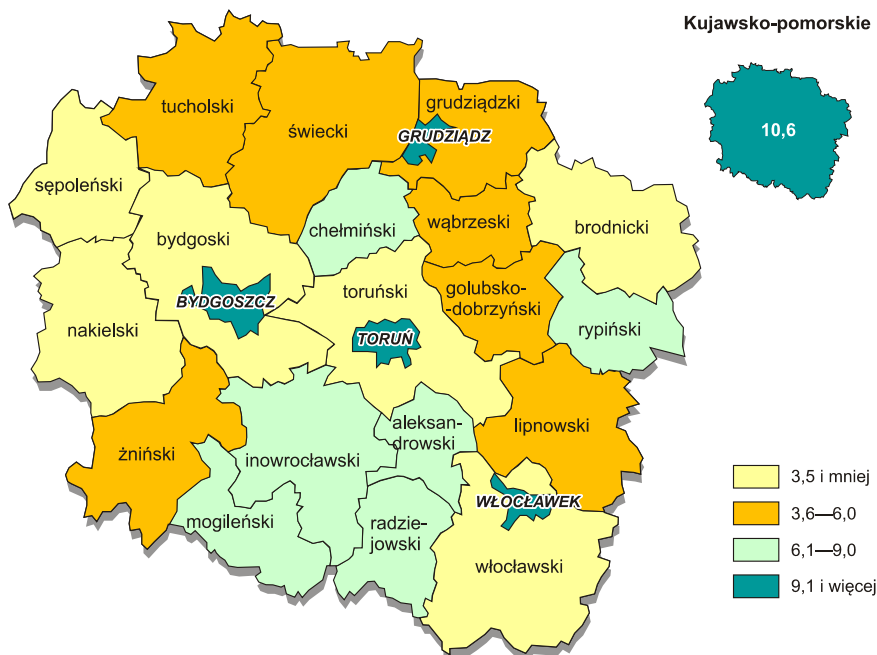 Kujawsko-pomorskie
10,6
tucholski
świecki
grudziądzki
GRUDZIĄDZ
sępoleński
bydgoski
chełmiński
wąbrzeski
brodnicki
BYDGOSZCZ
toruński
golubsko-
-dobrzyński
rypiński
nakielski
TORUŃ
żniński
inowrocławski
aleksan-
drowski
lipnowski
mogileński
radzie-
jowski
WŁOCŁAWEK
włocławski
3,5 i mniej
3,6—6,0
6,1—9,0
9,1 i więcej